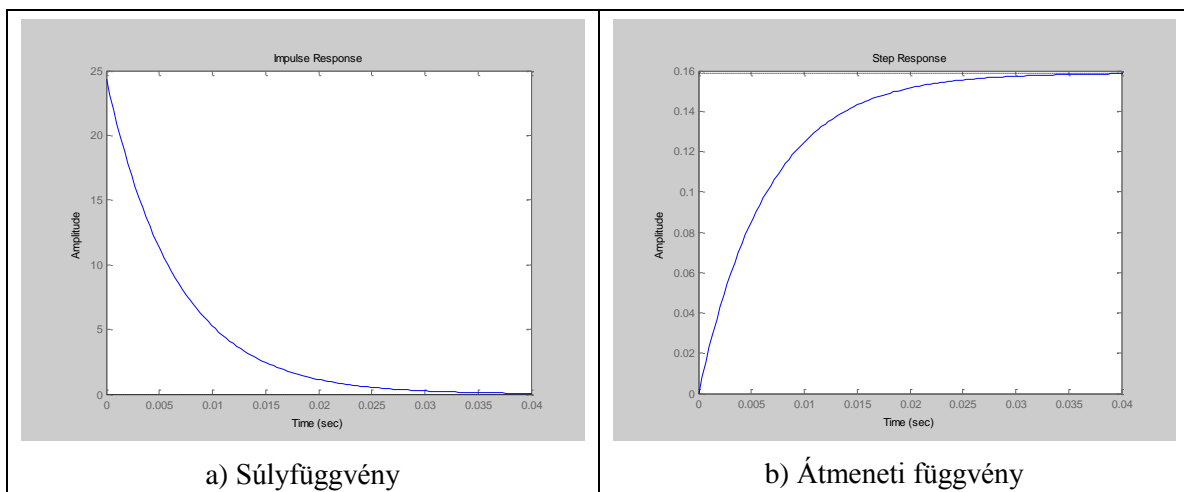 Impulse Response
25
20
15
10
5
0
Amplitude
0 0.005 0.01 0.015 0.02 0.025 0.03 0.035 0.04
Time (sec)
a) Súlyfüggvény
Step Response
0.16
0.14
0.12
0.1
0.08
0.06
0.04
0.02
0
Amplitude
0 0.005 0.01 0.015 0.02 0.025 0.03 0.035 0.04
Time (sec)
b) Átmeneti függvény